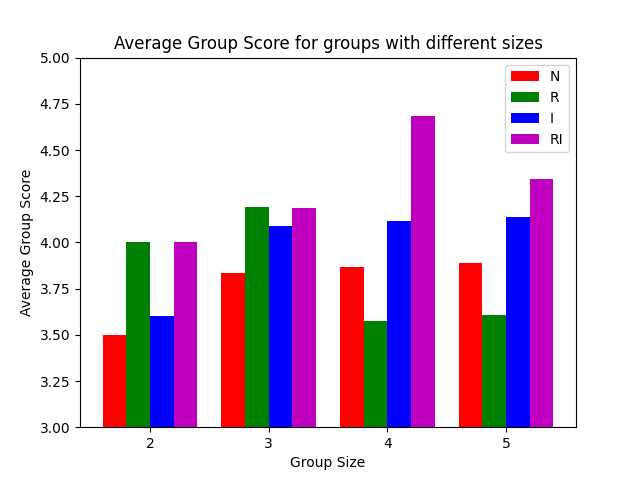 Average Group Score for groups with different sizes
N
R
I
RI
5.00
4.75
4.50
4.25
4.00
3.75
3.50
3.25
3.00
Average Group Score
2 3 4 5
Group Size